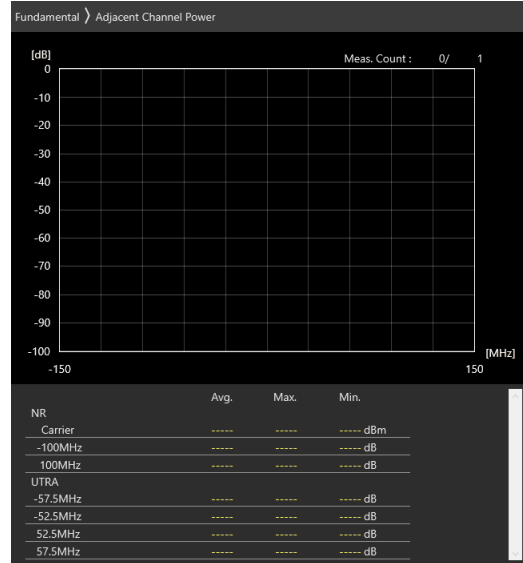 Fundamental 〉 Adjacent Channel Power
[dB]
Meas. Count : 0/ 1
0
-10
-20
-30
-40
-50
-60
-70
-80
-90
-100
[MHz]
-150 150
Avg. Max. Min.
NR
Carrier ----- ----- ----- dBm
-100MHz ----- ----- ----- dB
100MHz ----- ----- ----- dB
UTRA
-57.5MHz ----- ----- ----- dB
-52.5MHz ----- ----- ----- dB
52.5MHz ----- ----- ----- dB
57.5MHz ----- ----- ----- dB